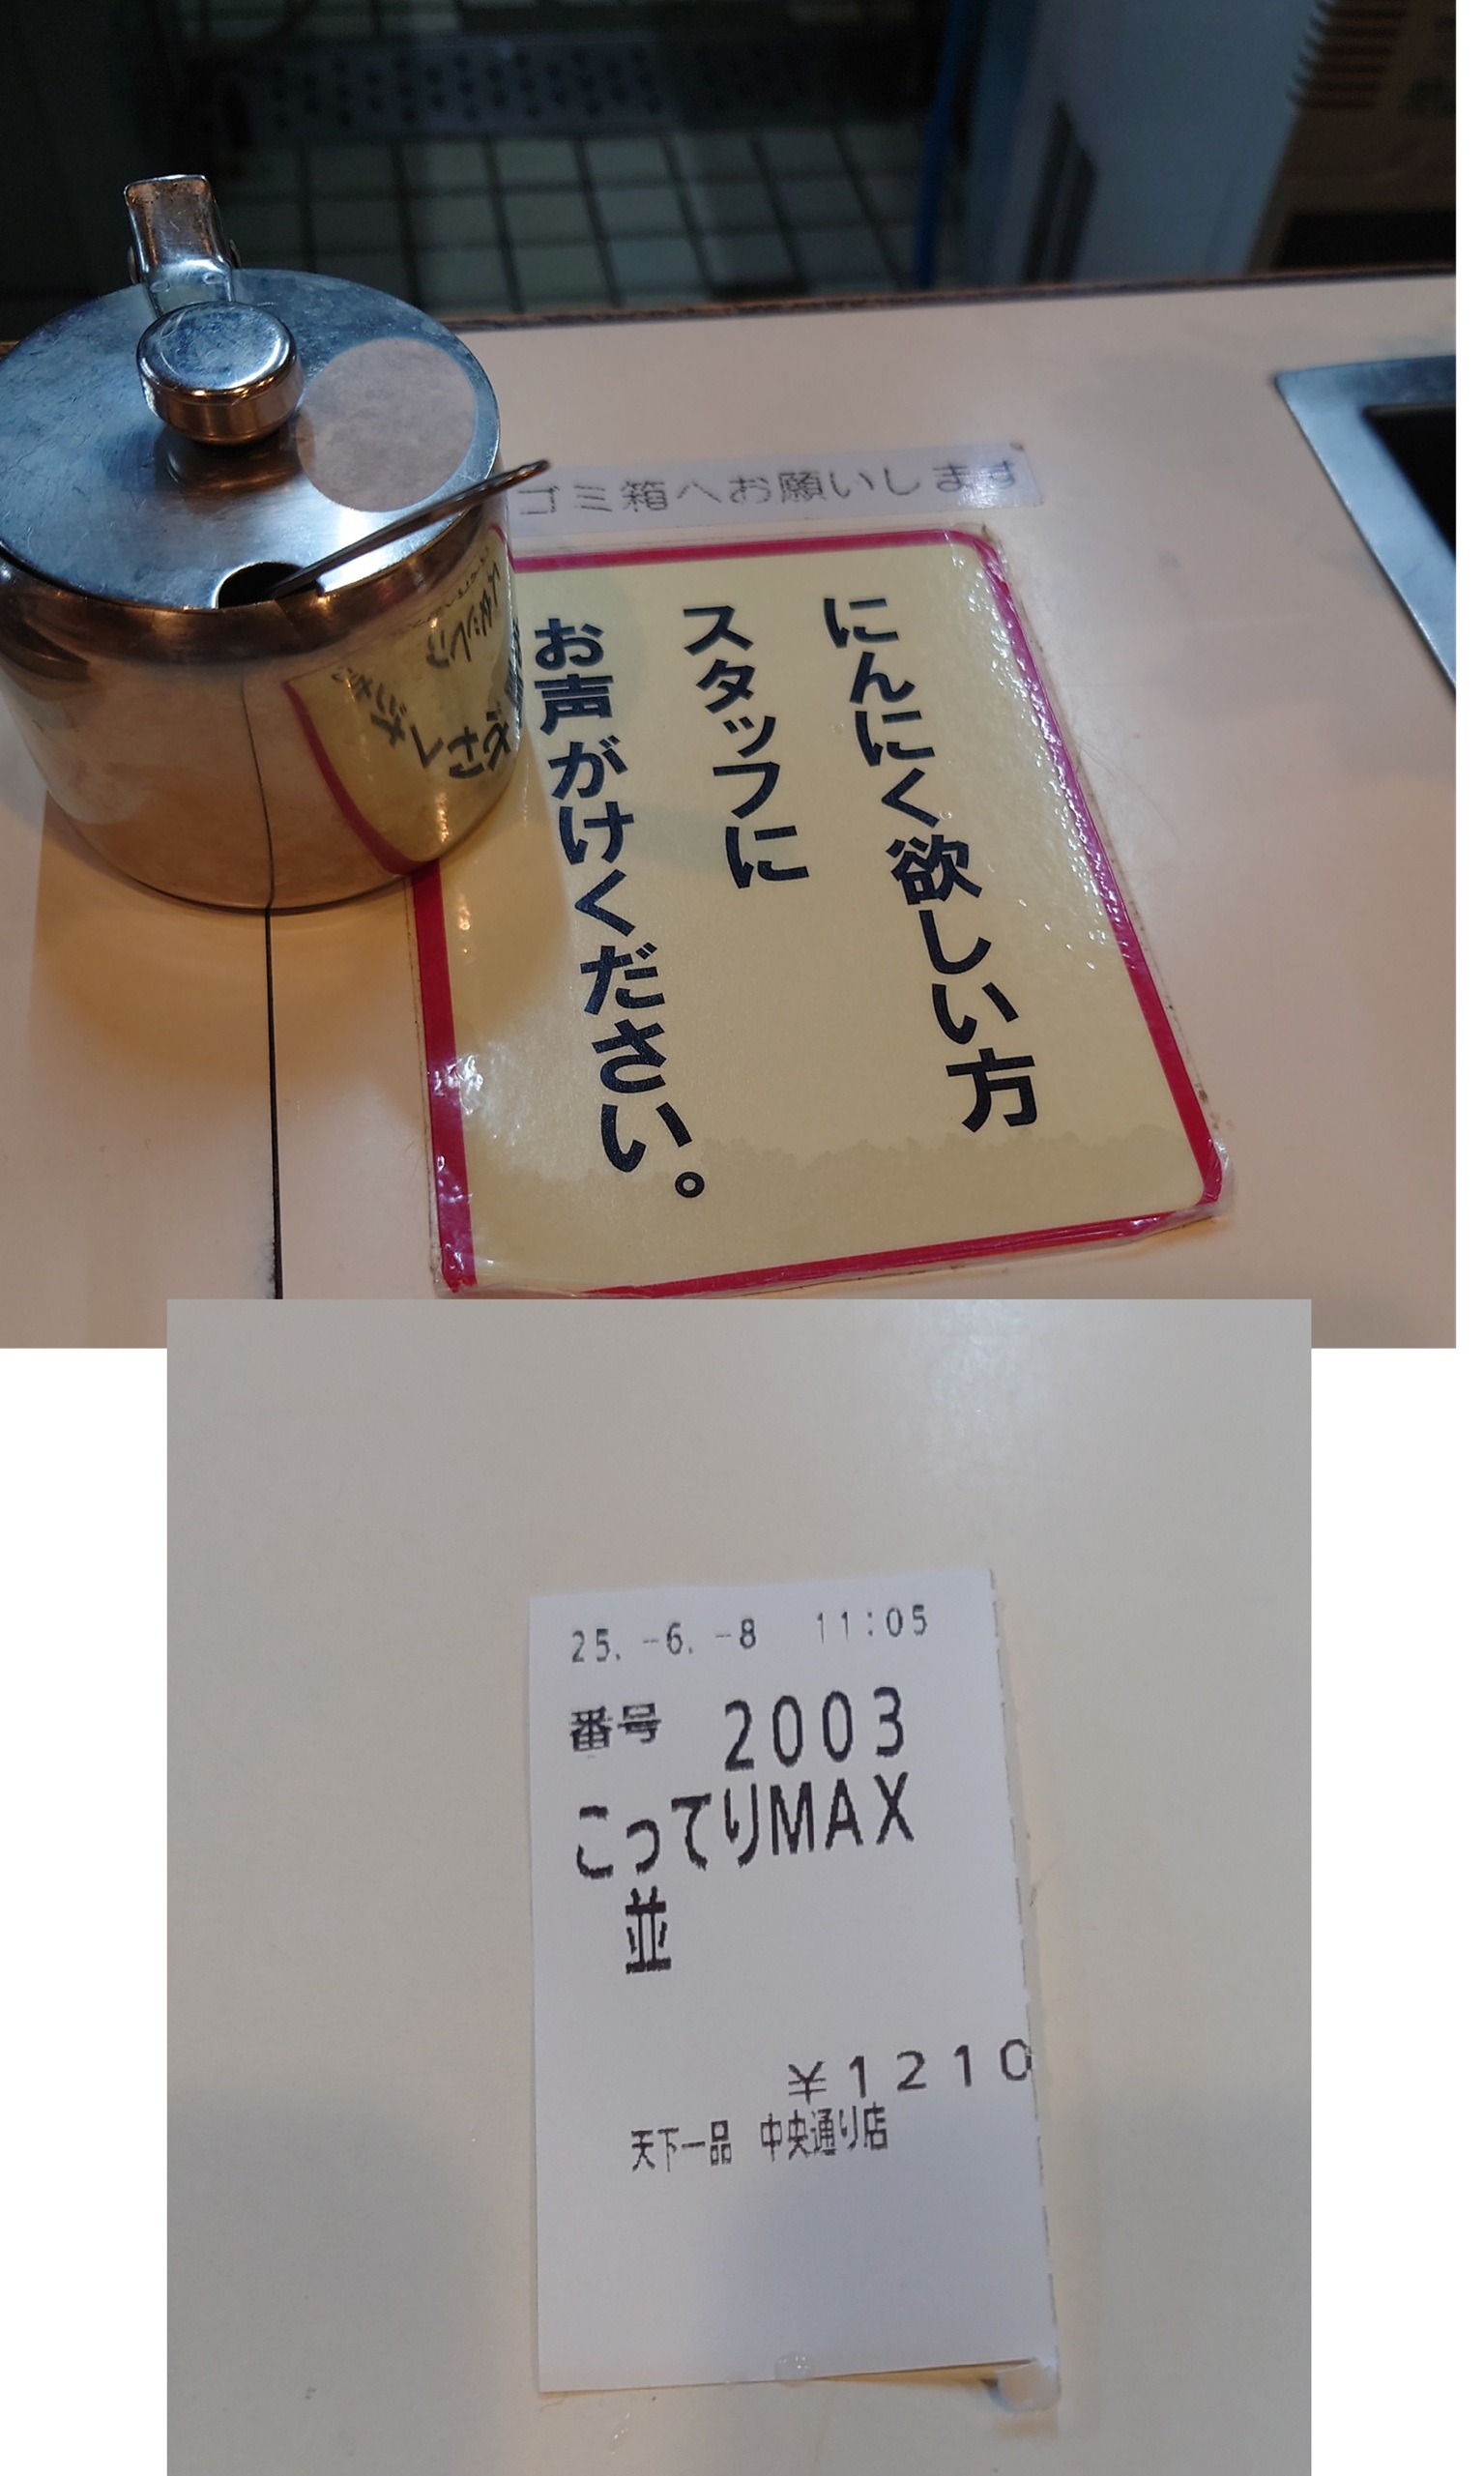 ゴミ箱へお願いします
にんにく欲しい方
スタッフに
お声がけください。
25.-6.-8 11:05
番号 2003
こってりMAX
並
¥1210
天下一品 中央通り店